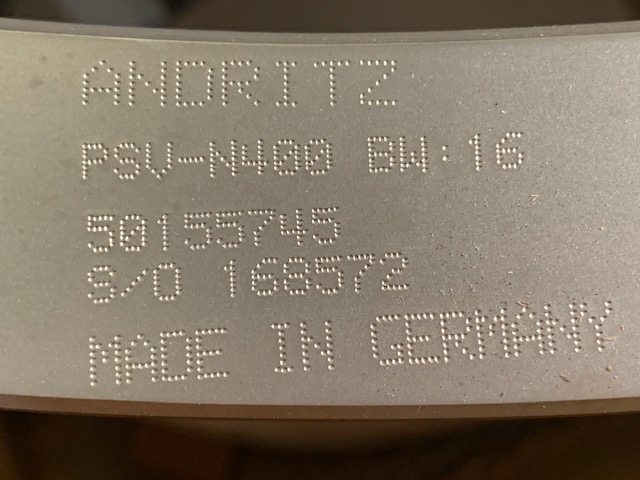 ANDRITZ
PSV-N400 BW:16
50155745
S/O 168572
MADE IN GERMANY